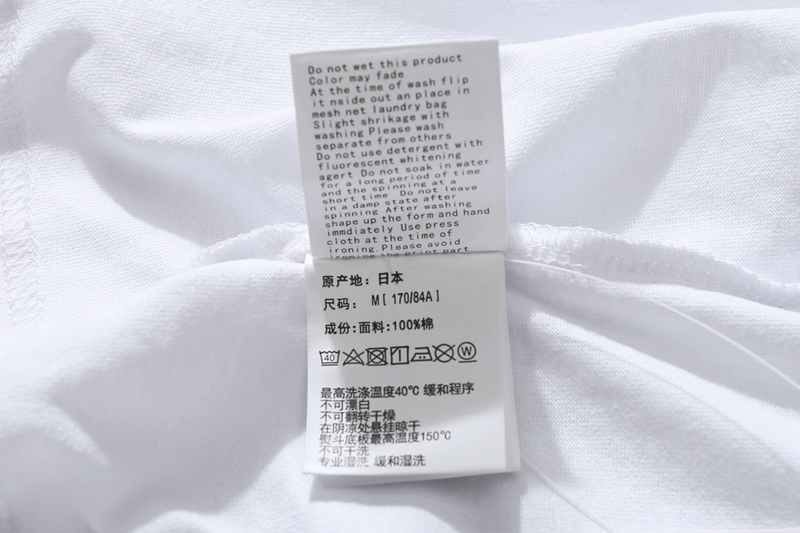 Do not wet this product
Color may fade
At the time of wash flip
it nside out an place in
mesh net laundry bag
Slight shrikage with
washing Please wash
separate from others
Do not use detergent with
fluorescent whitening
agert Do not soak in water
for a long period of time
and the spinning at a
short time Do not leave
in a damp state after
spinning After washing
shape up the form and hand
immdiately Use press
cloth at the time of
ironing.Please avoid
ironing the print part
原产地：日本
尺码： M[ 170/84A ]
成份:面料:100%棉
40 W
最高洗涤温度40℃ 缓和程序
不可漂白
不可翻转干燥
在阴凉处悬挂晾干
熨斗底板最高温度150℃
不可干洗
专业湿洗 缓和湿洗